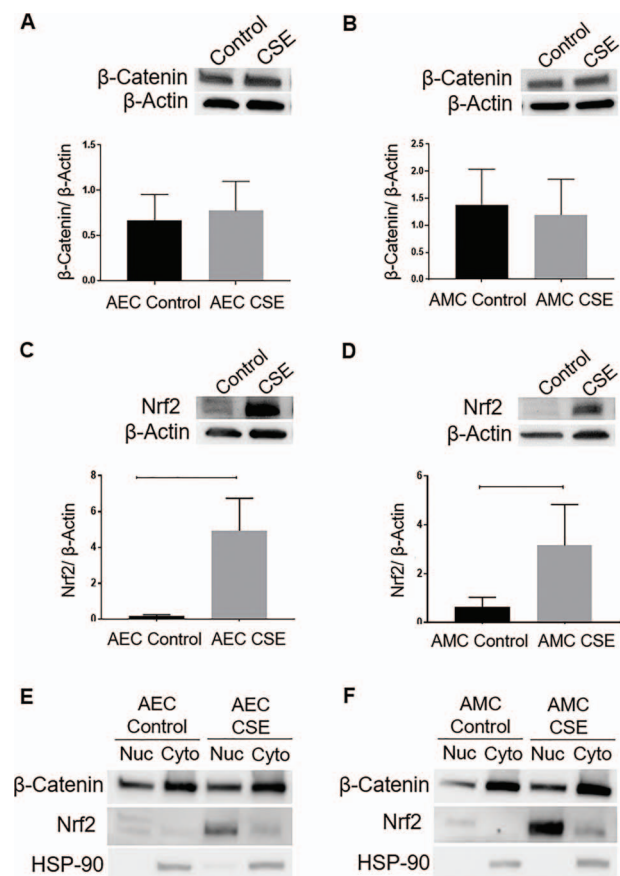 A
Control
CSE
β-Catenin
β-Actin
β-Catenin/ β-Actin
1.5
1.0
0.5
0.0
AEC Control
AEC CSE
B
Control
CSE
β-Catenin
β-Actin
β-Catenin/ β-Actin
2.5
2.0
1.5
1.0
0.5
0.0
AMC Control
AMC CSE
C
Control
CSE
Nrf2
β-Actin
Nrf2/ β-Actin
8
6
4
2
0
AEC Control
AEC CSE
D
Control
CSE
Nrf2
β-Actin
Nrf2/ β-Actin
6
4
2
0
AMC Control
AMC CSE
E
AEC
Control
AEC
CSE
Nuc Cyto Nuc Cyto
β-Catenin
Nrf2
HSP-90
F
AMC
Control
AMC
CSE
Nuc Cyto Nuc Cyto
β-Catenin
Nrf2
HSP-90